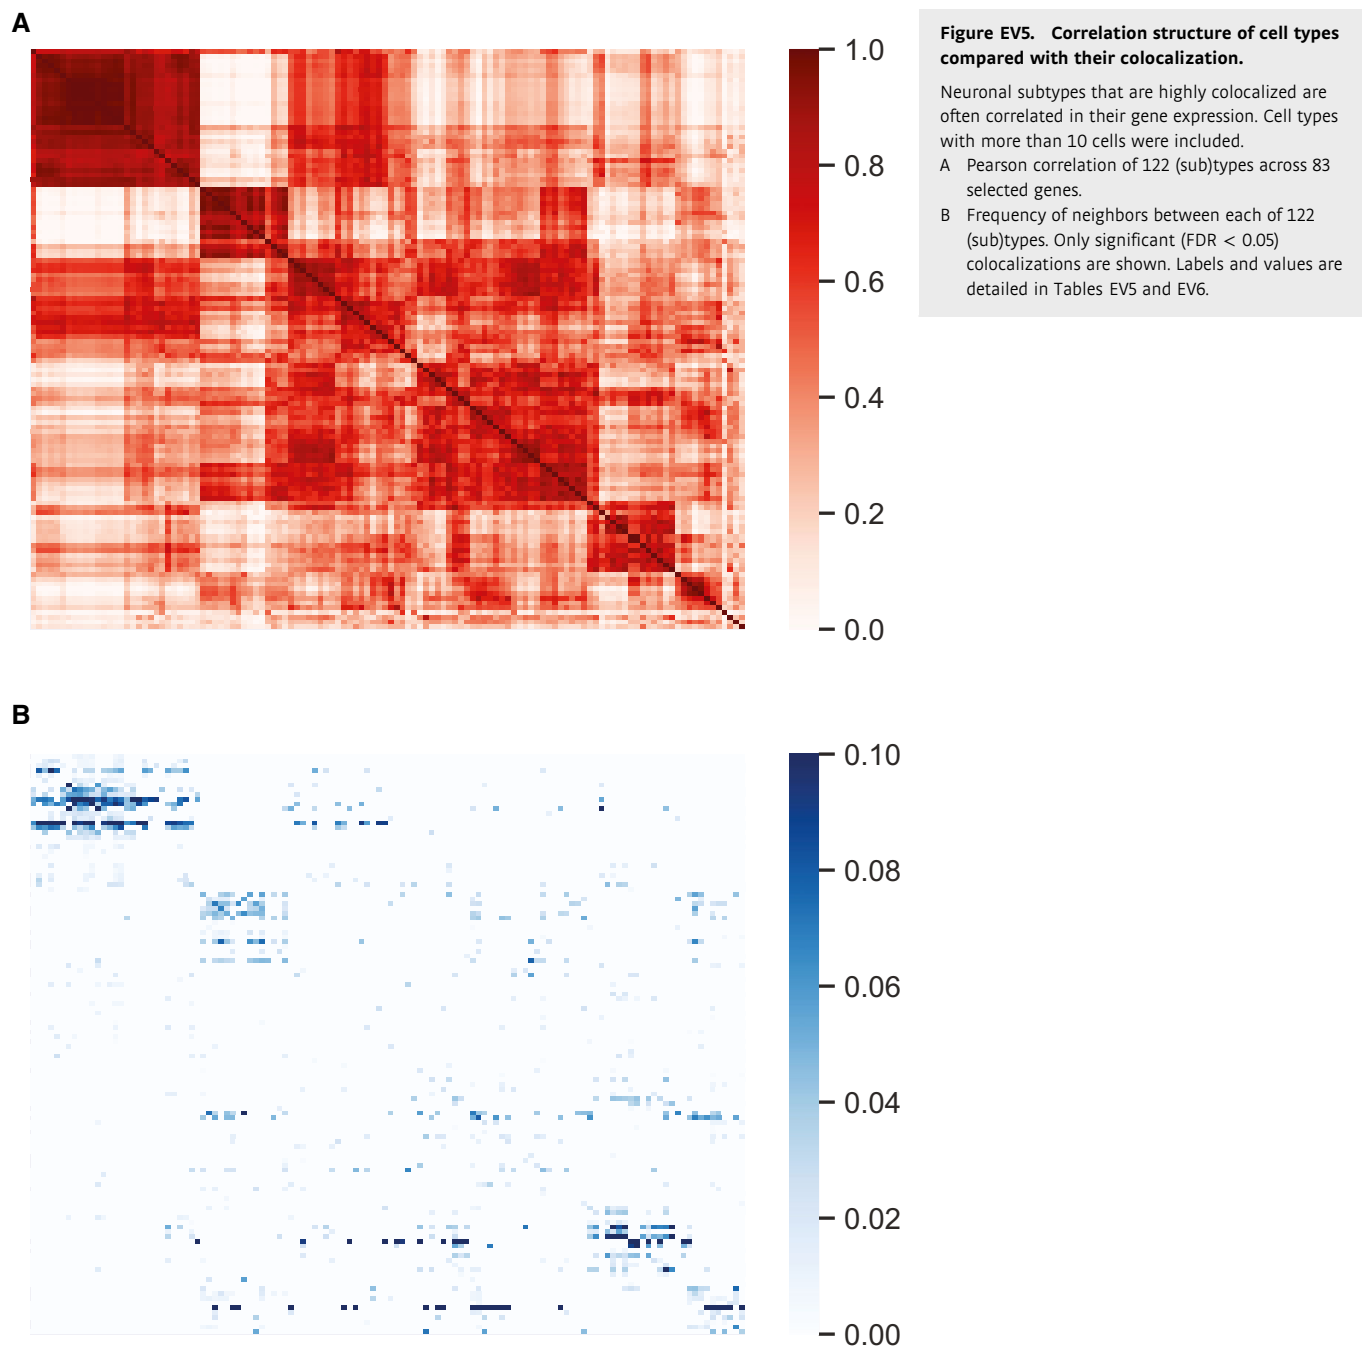 A
1.0
0.8
0.6
0.4
0.2
0.0
Figure EV5. Correlation structure of cell types
compared with their colocalization.
Neuronal subtypes that are highly colocalized are
often correlated in their gene expression. Cell types
with more than 10 cells were included.
A Pearson correlation of 122 (sub)types across 83
selected genes.
B Frequency of neighbors between each of 122
(sub)types. Only significant (FDR < 0.05)
colocalizations are shown. Labels and values are
detailed in Tables EV5 and EV6.
B
0.10
0.08
0.06
0.04
0.02
0.00